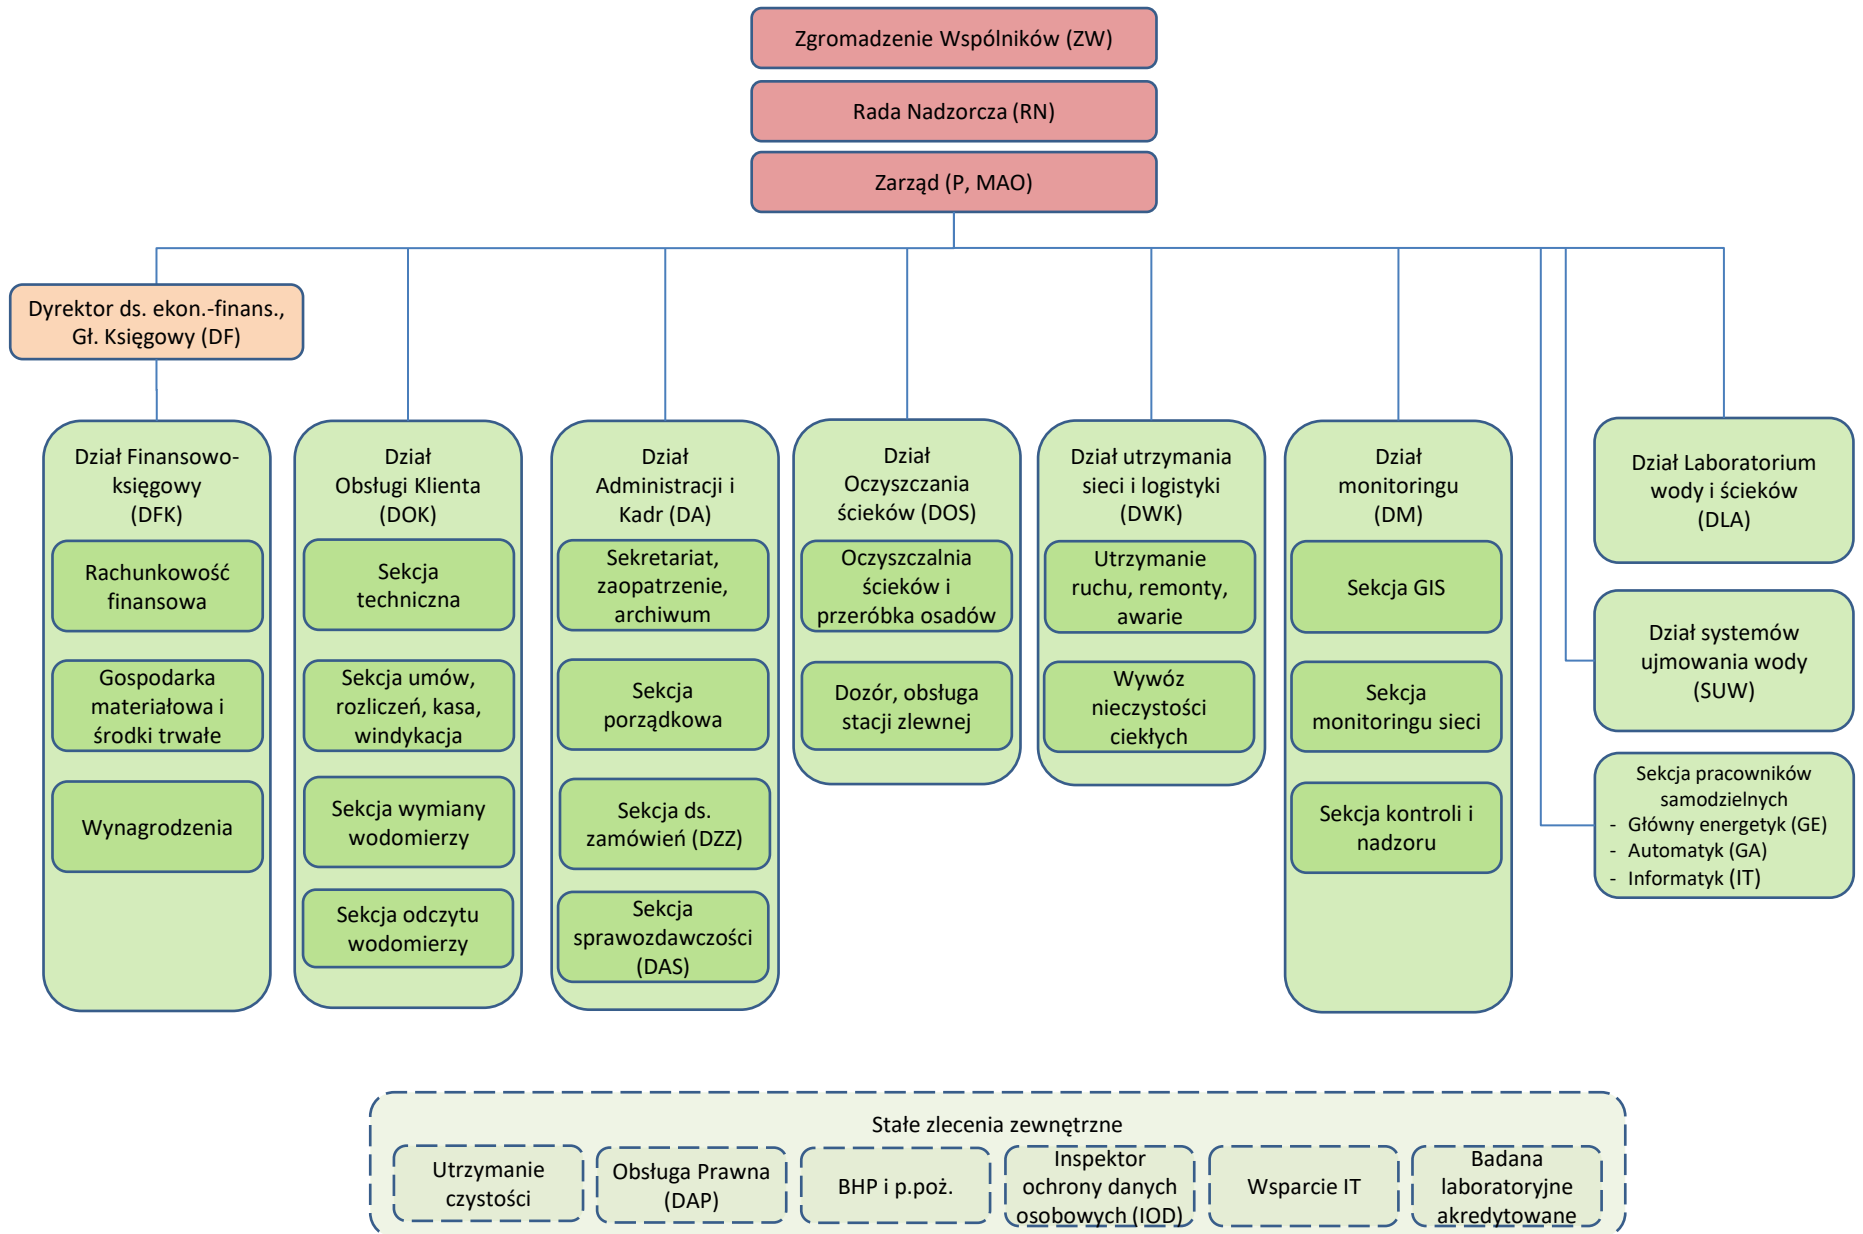 Zgromadzenie Wspólników (ZW)
Rada Nadzorcza (RN)
Zarząd (P, MAO)
Dyrektor ds. ekon.-finans.,
Gł. Księgowy (DF)
Dział Finansowo-
księgowy
(DFK)
Rachunkowość
finansowa
Gospodarka
materiałowa i
środki trwałe
Wynagrodzenia
Dział
Obsługi Klienta
(DOK)
Sekcja
techniczna
Sekcja umów,
rozliczeń, kasa,
windykacja
Sekcja wymiany
wodomierzy
Sekcja odczytu
wodomierzy
Dział
Administracji i
Kadr (DA)
Sekretariat,
zaopatrzenie,
archiwum
Sekcja
porządkowa
Sekcja ds.
zamówień (DZZ)
Sekcja
sprawozdawczości
(DAS)
Dział
Oczyszczania
ścieków (DOS)
Oczyszczalnia
ścieków i
przeróbka osadów
Dozór, obsługa
stacji zlewnej
Dział utrzymania
sieci i logistyki
(DWK)
Utrzymanie
ruchu, remonty,
awarie
Wywóz
nieczystości
ciekłych
Dział
monitoringu
(DM)
Sekcja GIS
Sekcja
monitoringu sieci
Sekcja kontroli i
nadzoru
Dział Laboratorium
wody i ścieków
(DLA)
Dział systemów
ujmowania wody
(SUW)
Sekcja pracowników
samodzielnych
- Główny energetyk (GE)
- Automatyk (GA)
- Informatyk (IT)
Stałe zlecenia zewnętrzne
Utrzymanie
czystości
Obsługa Prawna
(DAP)
BHP i p.poż.
Inspektor
ochrony danych
osobowych (IOD)
Wsparcie IT
Badana
laboratoryjne
akredytowane